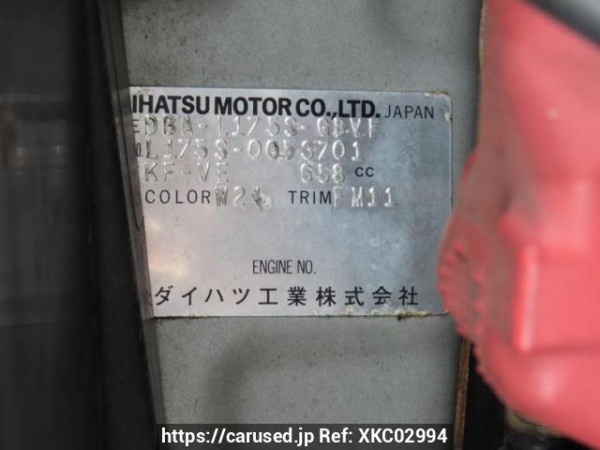 IHATSU MOTOR CO.,LTD. JAPAN
EDBA-L175S-GBVF
L175S-0053701
KF-VE 658 cc
COLOR W24 TRIM FM11
ENGINE NO.
ダイハツ工業株式会社
https://carused.jp Ref: XKC02994